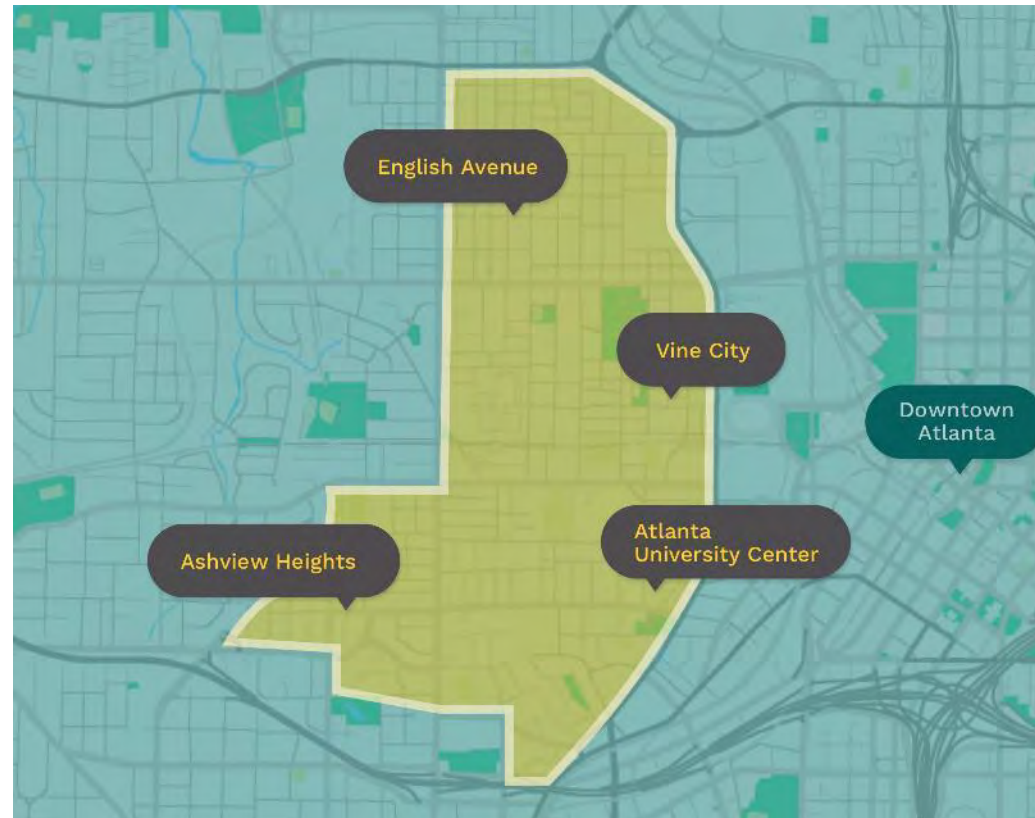 English Avenue
Vine City
Downtown
Atlanta
Atlanta
University Center
Ashview Heights